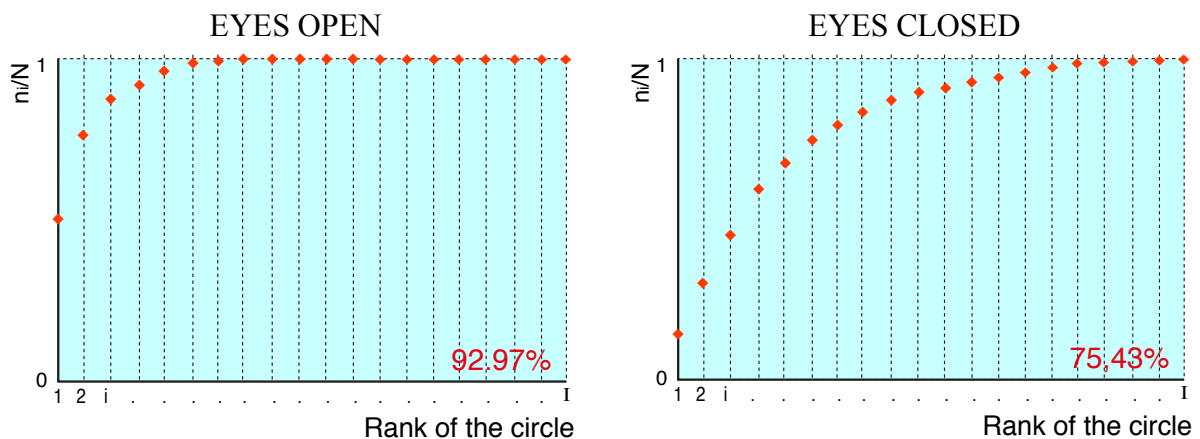 EYES OPEN
1
ni/N
0
92.97%
1 2 i . . . . . . . . . . . . . . . I
Rank of the circle
EYES CLOSED
1
ni/N
0
75,43%
1 2 i . . . . . . . . . . . . . . . I
Rank of the circle